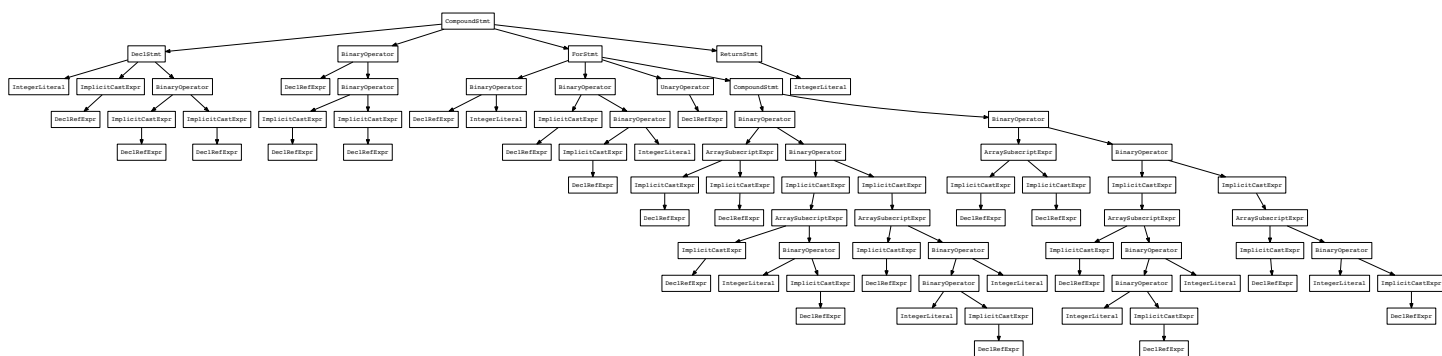 CompoundStmt
DeclStmt BinaryOperator ForStmt ReturnStmt
IntegerLiteral ImplicitCastExpr BinaryOperator DeclRefExpr BinaryOperator BinaryOperator BinaryOperator UnaryOperator CompoundStmt IntegerLiteral
DeclRefExpr ImplicitCastExpr ImplicitCastExpr ImplicitCastExpr ImplicitCastExpr DeclRefExpr IntegerLiteral ImplicitCastExpr BinaryOperator DeclRefExpr BinaryOperator BinaryOperator
DeclRefExpr DeclRefExpr DeclRefExpr DeclRefExpr DeclRefExpr ImplicitCastExpr IntegerLiteral ArraySubscriptExpr BinaryOperator ArraySubscriptExpr BinaryOperator
DeclRefExpr ImplicitCastExpr ImplicitCastExpr ImplicitCastExpr ImplicitCastExpr ImplicitCastExpr ImplicitCastExpr ImplicitCastExpr ImplicitCastExpr
DeclRefExpr DeclRefExpr ArraySubscriptExpr ArraySubscriptExpr DeclRefExpr DeclRefExpr ArraySubscriptExpr ArraySubscriptExpr
ImplicitCastExpr BinaryOperator ImplicitCastExpr BinaryOperator ImplicitCastExpr BinaryOperator ImplicitCastExpr BinaryOperator
DeclRefExpr IntegerLiteral ImplicitCastExpr DeclRefExpr BinaryOperator IntegerLiteral DeclRefExpr BinaryOperator IntegerLiteral DeclRefExpr IntegerLiteral ImplicitCastExpr
DeclRefExpr IntegerLiteral ImplicitCastExpr IntegerLiteral ImplicitCastExpr DeclRefExpr
DeclRefExpr DeclRefExpr